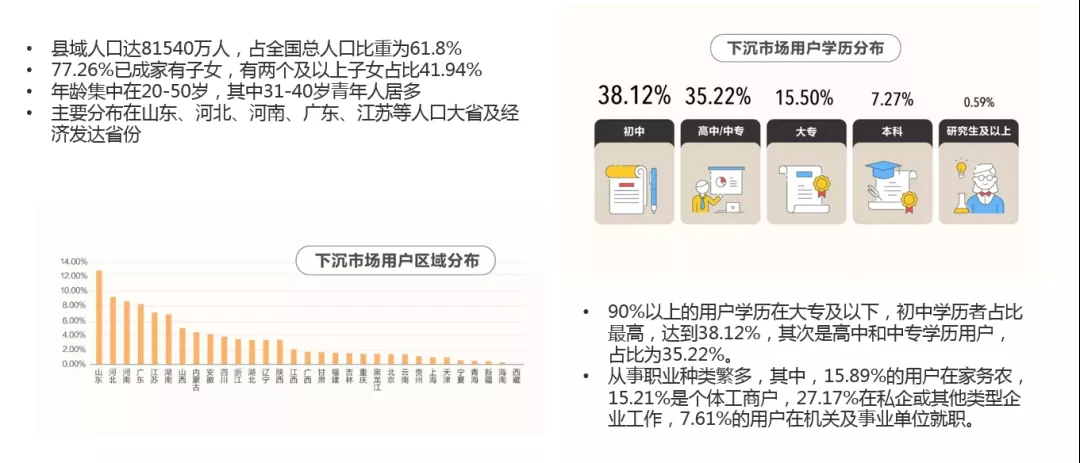 • 县域人口达81540万人，占全国总人口比重为61.8%
• 77.26%已成家有子女，有两个及以上子女占比41.94%
• 年龄集中在20-50岁，其中31-40岁青年人居多
• 主要分布在山东、河北、河南、广东、江苏等人口大省及经
济发达省份
下沉市场用户区域分布
14.00%
12.00%
10.00%
8.00%
6.00%
4.00%
2.00%
0.00%
山东 河北 河南 广东 江苏 湖南 山西 内蒙古 安徽 四川 浙江 湖北 辽宁 陕西 江西 广西 甘肃 福建 吉林 重庆 黑龙江 北京 云南 贵州 上海 天津 宁夏 青海 新疆 海南 西藏
下沉市场用户学历分布
38.12% 35.22% 15.50% 7.27% 0.59%
初中 高中/中专 大专 本科 研究生及以上
• 90%以上的用户学历在大专及以下，初中学历者占比
最高，达到38.12%，其次是高中和中专学历用户，
占比为35.22%。
• 从事职业种类繁多，其中，15.89%的用户在家务农，
15.21%是个体工商户，27.17%在私企或其他类型企
业工作，7.61%的用户在机关及事业单位就职。